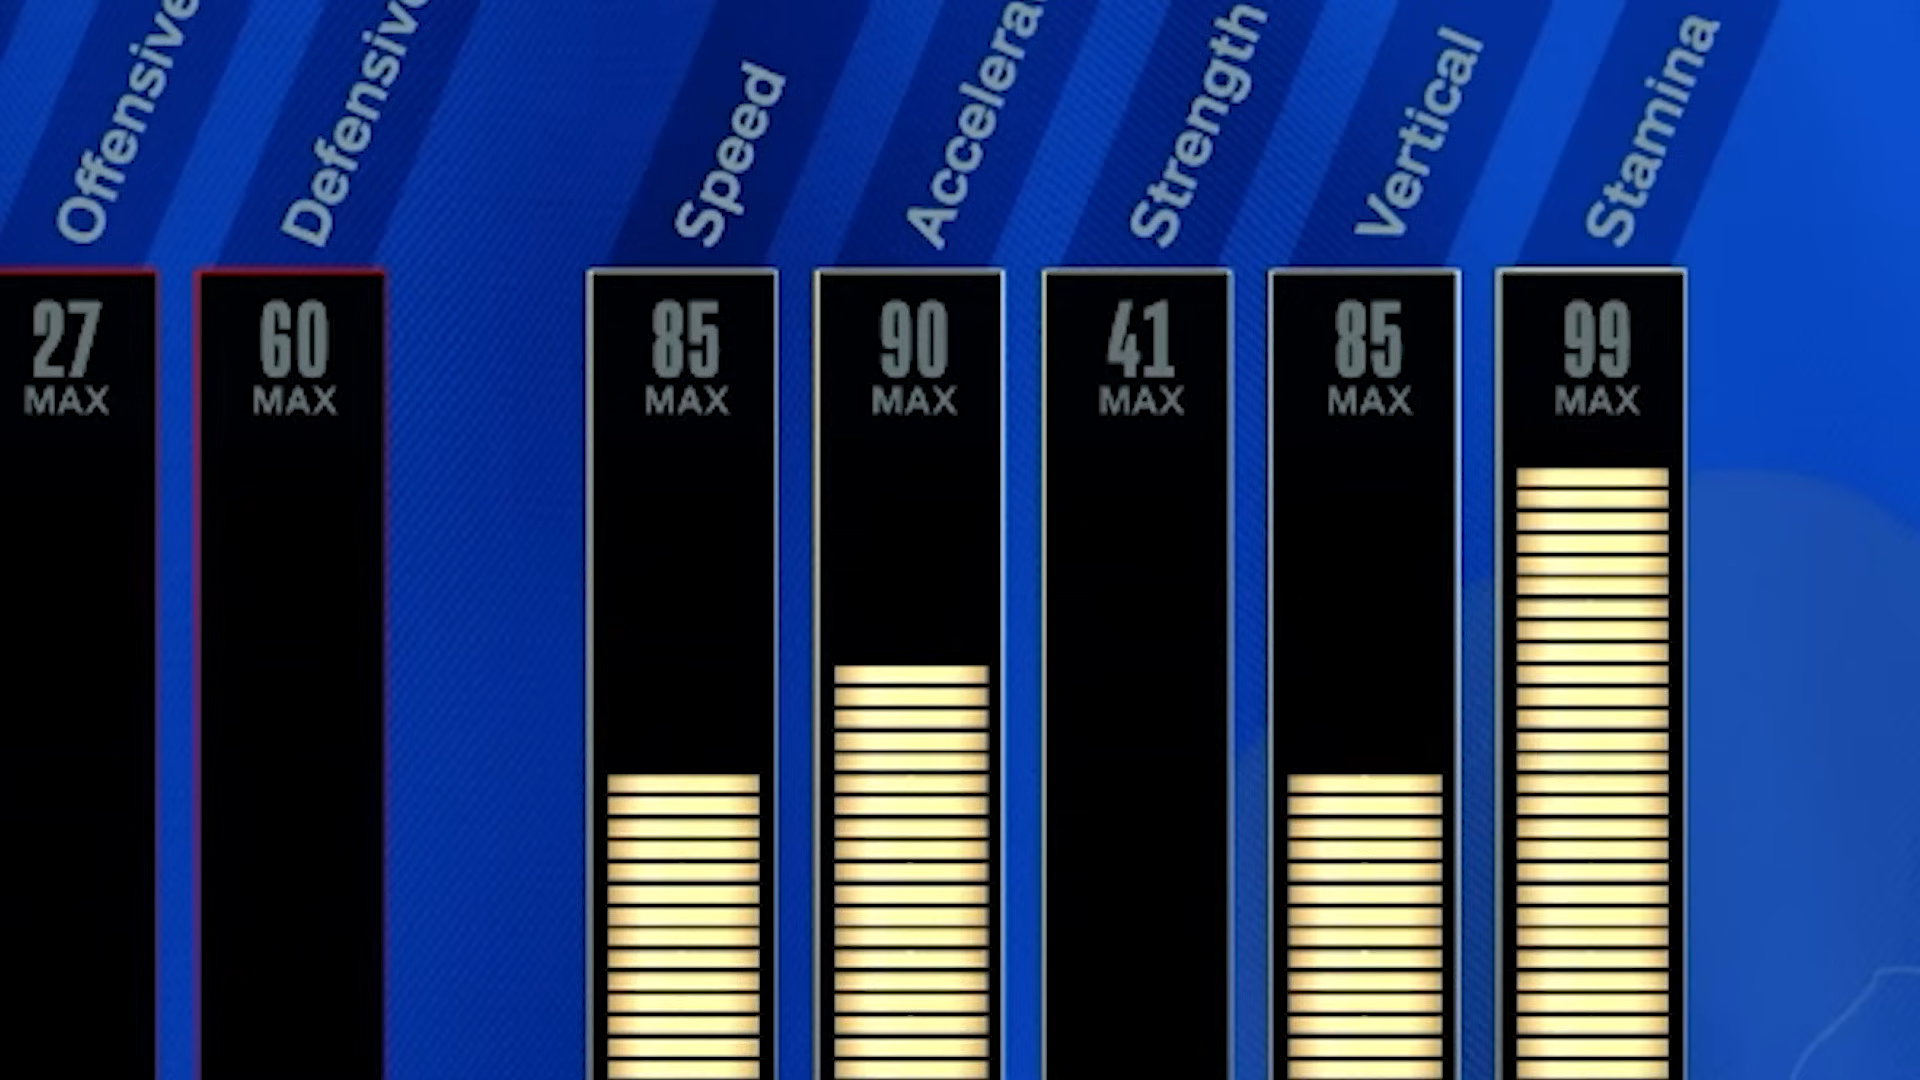 Offensive
Defensive
Speed
Accelera
Strength
Vertical
Stamina
27
MAX
60
MAX
85
MAX
90
MAX
41
MAX
85
MAX
99
MAX